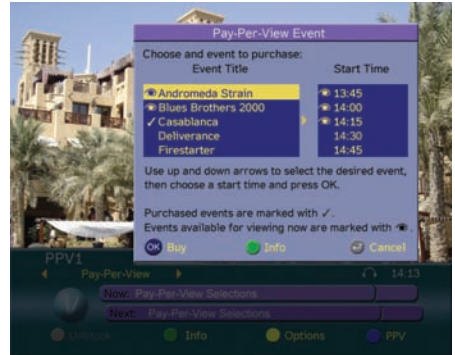 Pay-Per-View Event
Choose and event to purchase:
Event Title Start Time
Andromeda Strain 13:45
Blues Brothers 2000 14:00
✓ Casablanca 14:15
Deliverance 14:30
Firestarter 14:45
Use up and down arrows to select the desired event,
then choose a start time and press OK.
Purchased events are marked with ✓.
Events available for viewing now are marked with 👁.
OK Buy Info Cancel
PPV1
Pay-Per-View 14:13
Now: Pay-Per-View Selections
Next: Pay-Per-View Selections
Info Options PPV